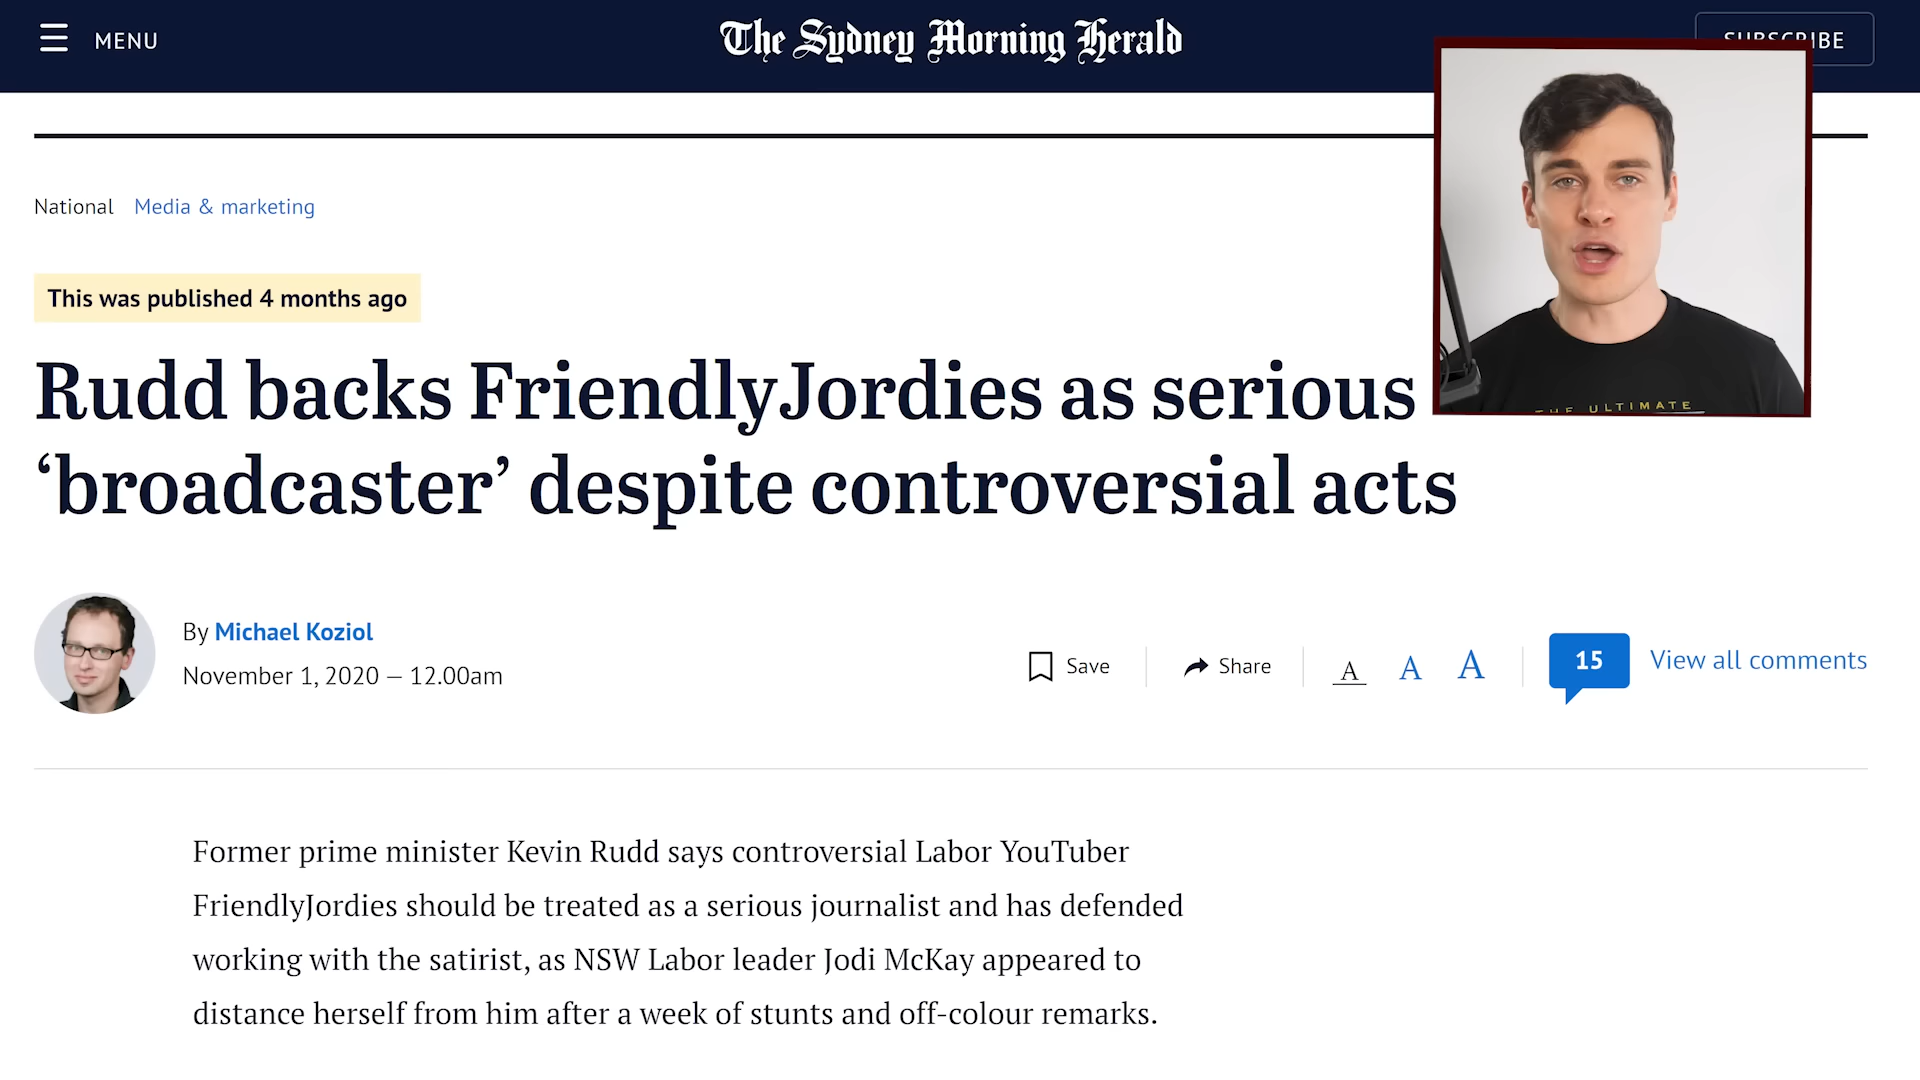 MENU
The Sydney Morning Herald
National Media & marketing
This was published 4 months ago
Rudd backs FriendlyJordies as serious
‘broadcaster’ despite controversial acts
By Michael Koziol
November 1, 2020 — 12.00am
Save
Share
A A A
15
View all comments
THE ULTIMATE
Former prime minister Kevin Rudd says controversial Labor YouTuber
FriendlyJordies should be treated as a serious journalist and has defended
working with the satirist, as NSW Labor leader Jodi McKay appeared to
distance herself from him after a week of stunts and off-colour remarks.